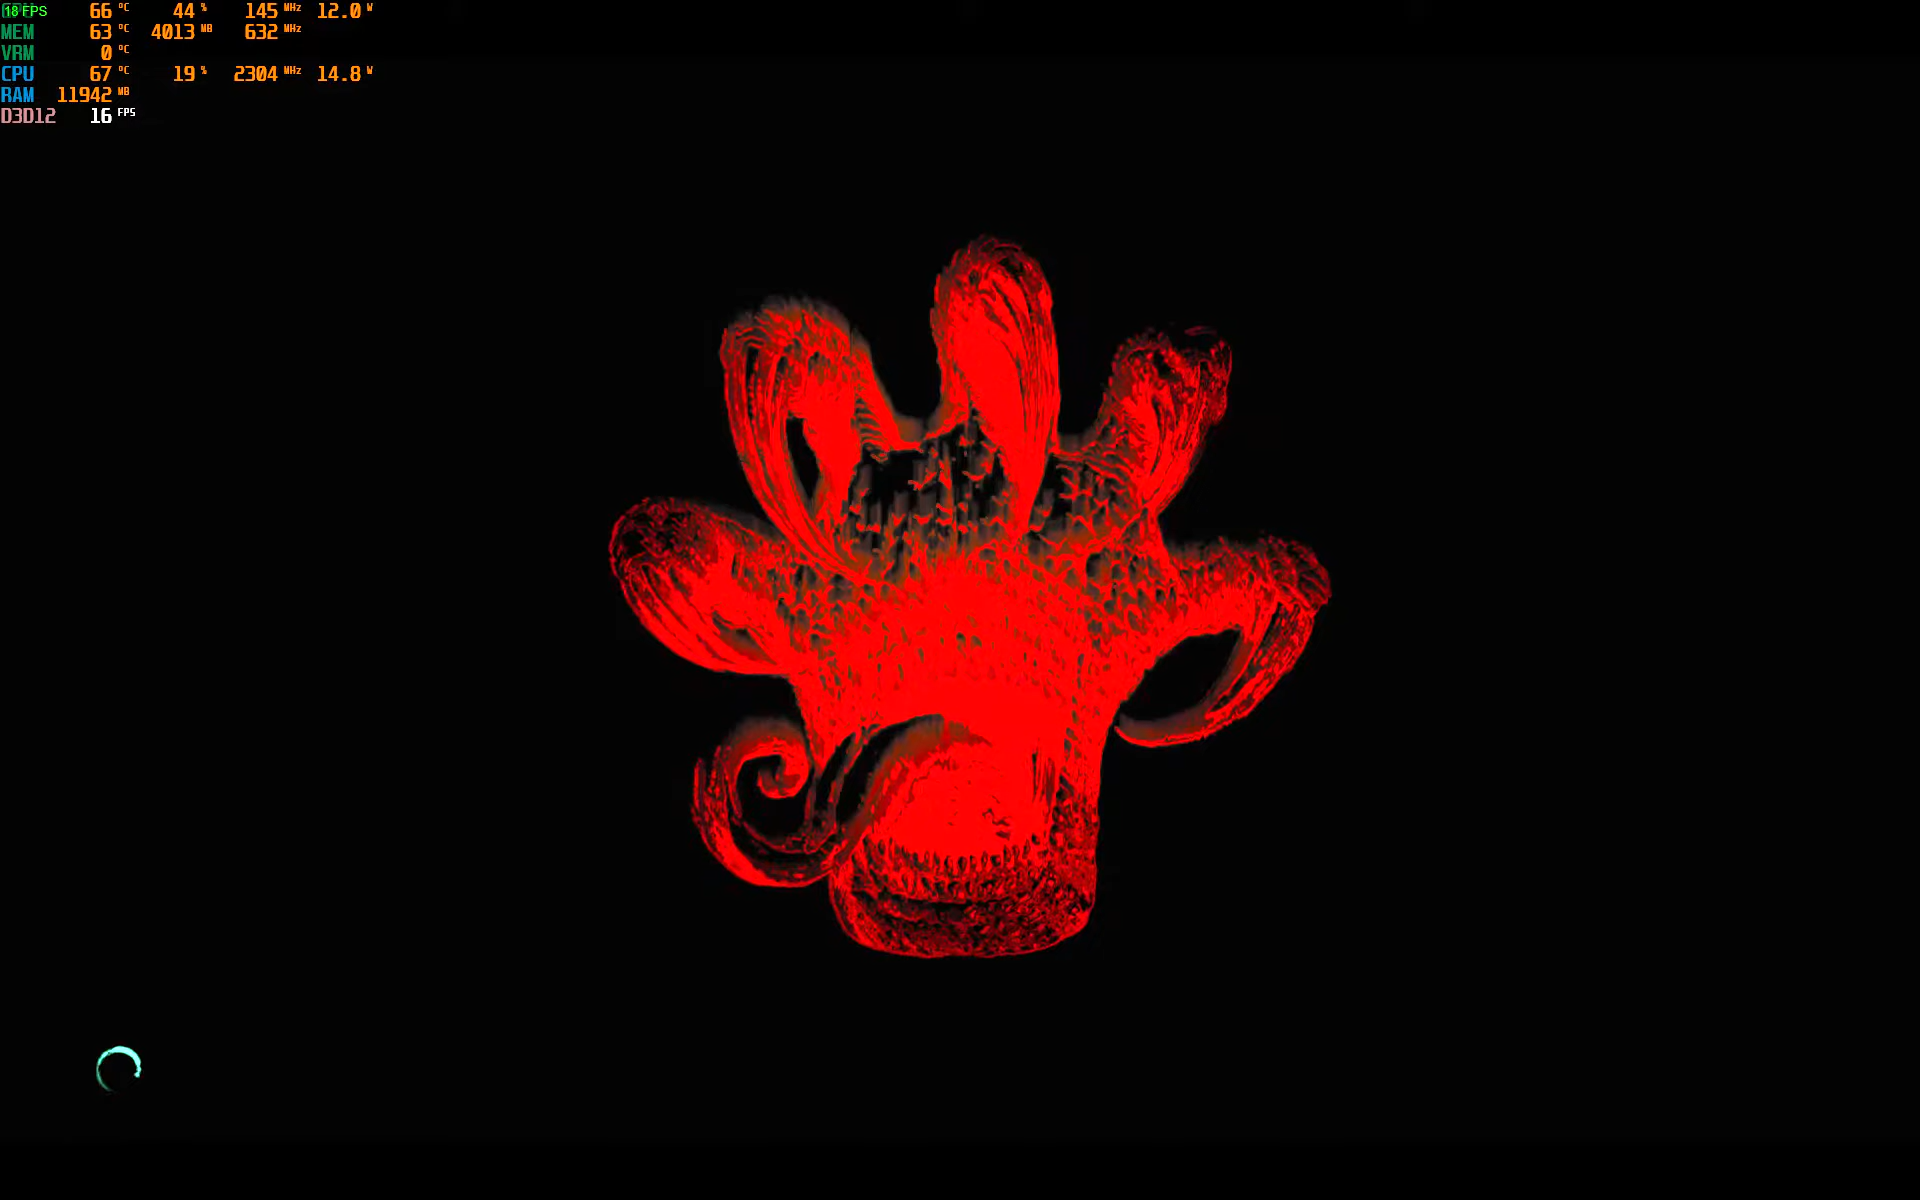 18 FPS 66 °C 44 % 145 MHz 12.0 W
MEM 63 °C 4013 MB 632 MHz
VRM 0 °C
CPU 67 °C 19 % 2304 MHz 14.8 W
RAM 11942 MB
D3D12 16 FPS